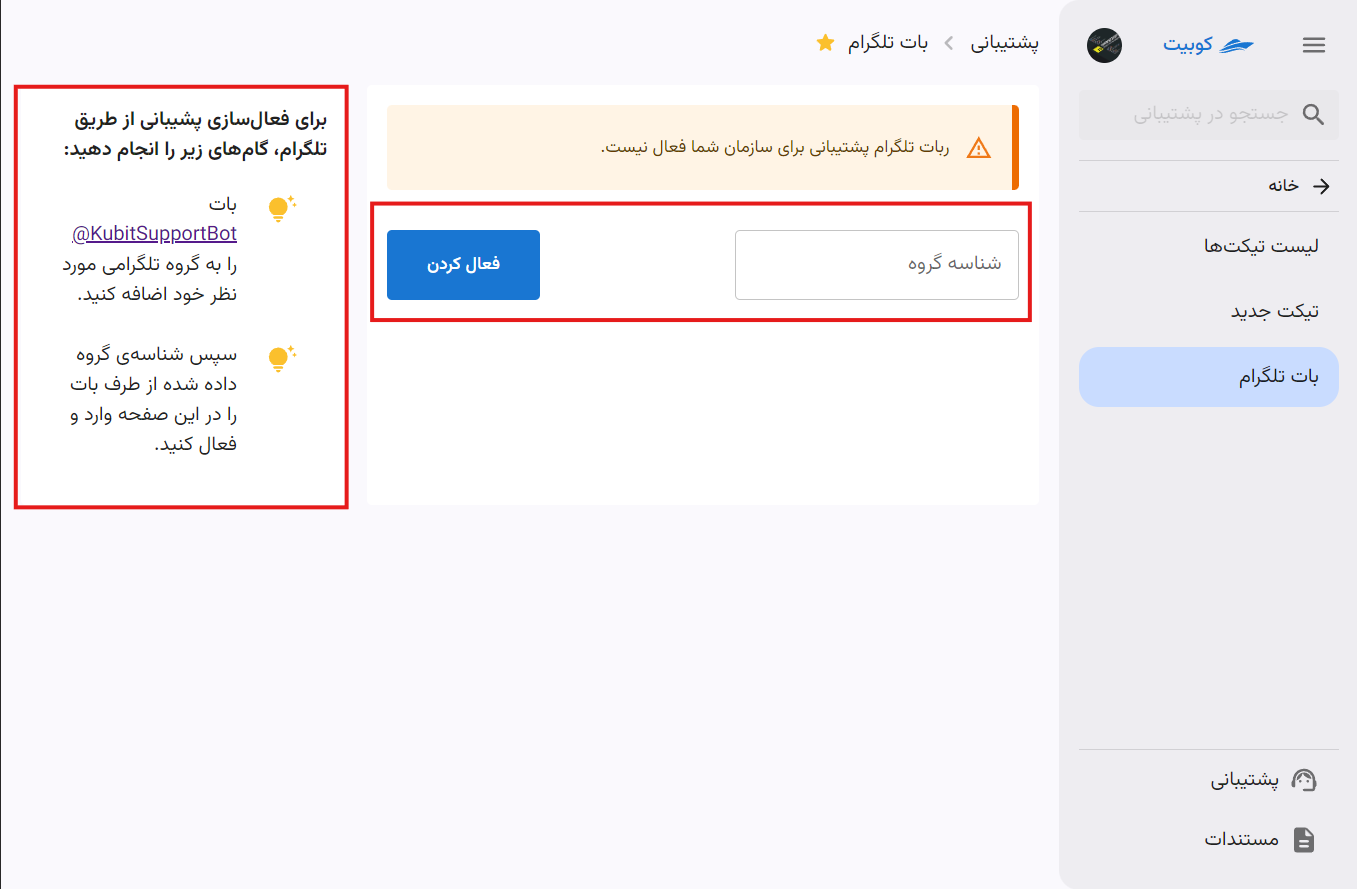 کوبیت
جستجو در پشتیبانی
خانه
لیست تیکت‌ها
تیکت جدید
بات تلگرام
پشتیبانی
مستندات
پشتیبانی
بات تلگرام
ربات تلگرام پشتیبانی برای سازمان شما فعال نیست.
شناسه گروه
فعال کردن
برای فعال‌سازی پشیبانی از طریق
تلگرام، گام‌های زیر را انجام دهید:
بات
@KubitSupportBot
را به گروه تلگرامی مورد
نظر خود اضافه کنید.
سپس شناسه‌ی گروه
داده شده از طرف بات
را در این صفحه وارد و
فعال کنید.